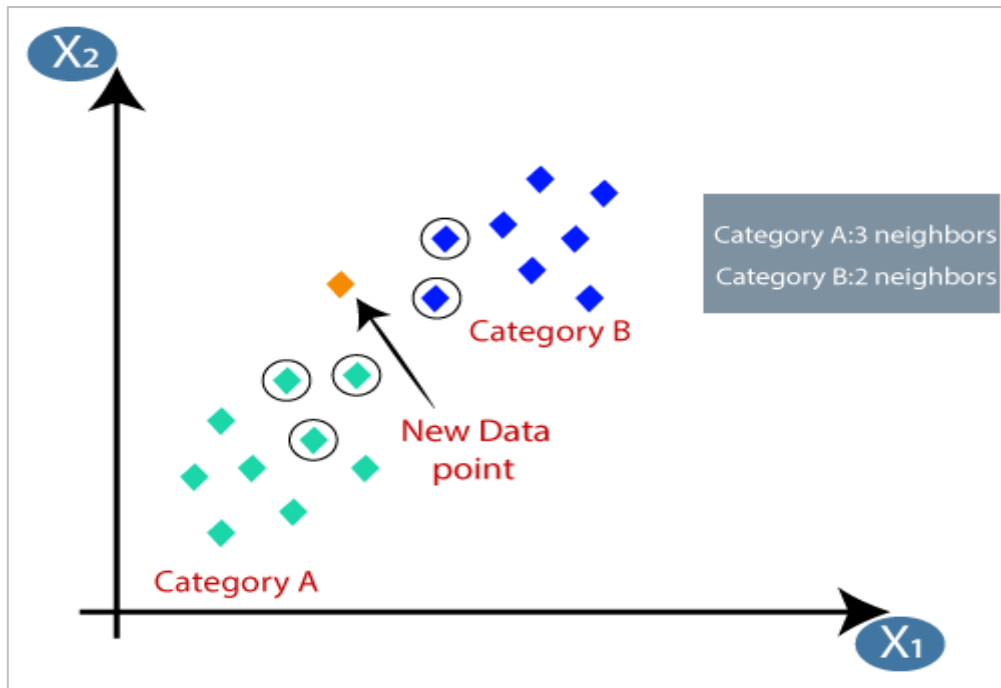 X₂
Category A:3 neighbors
Category B:2 neighbors
Category B
New Data
point
Category A
X₁